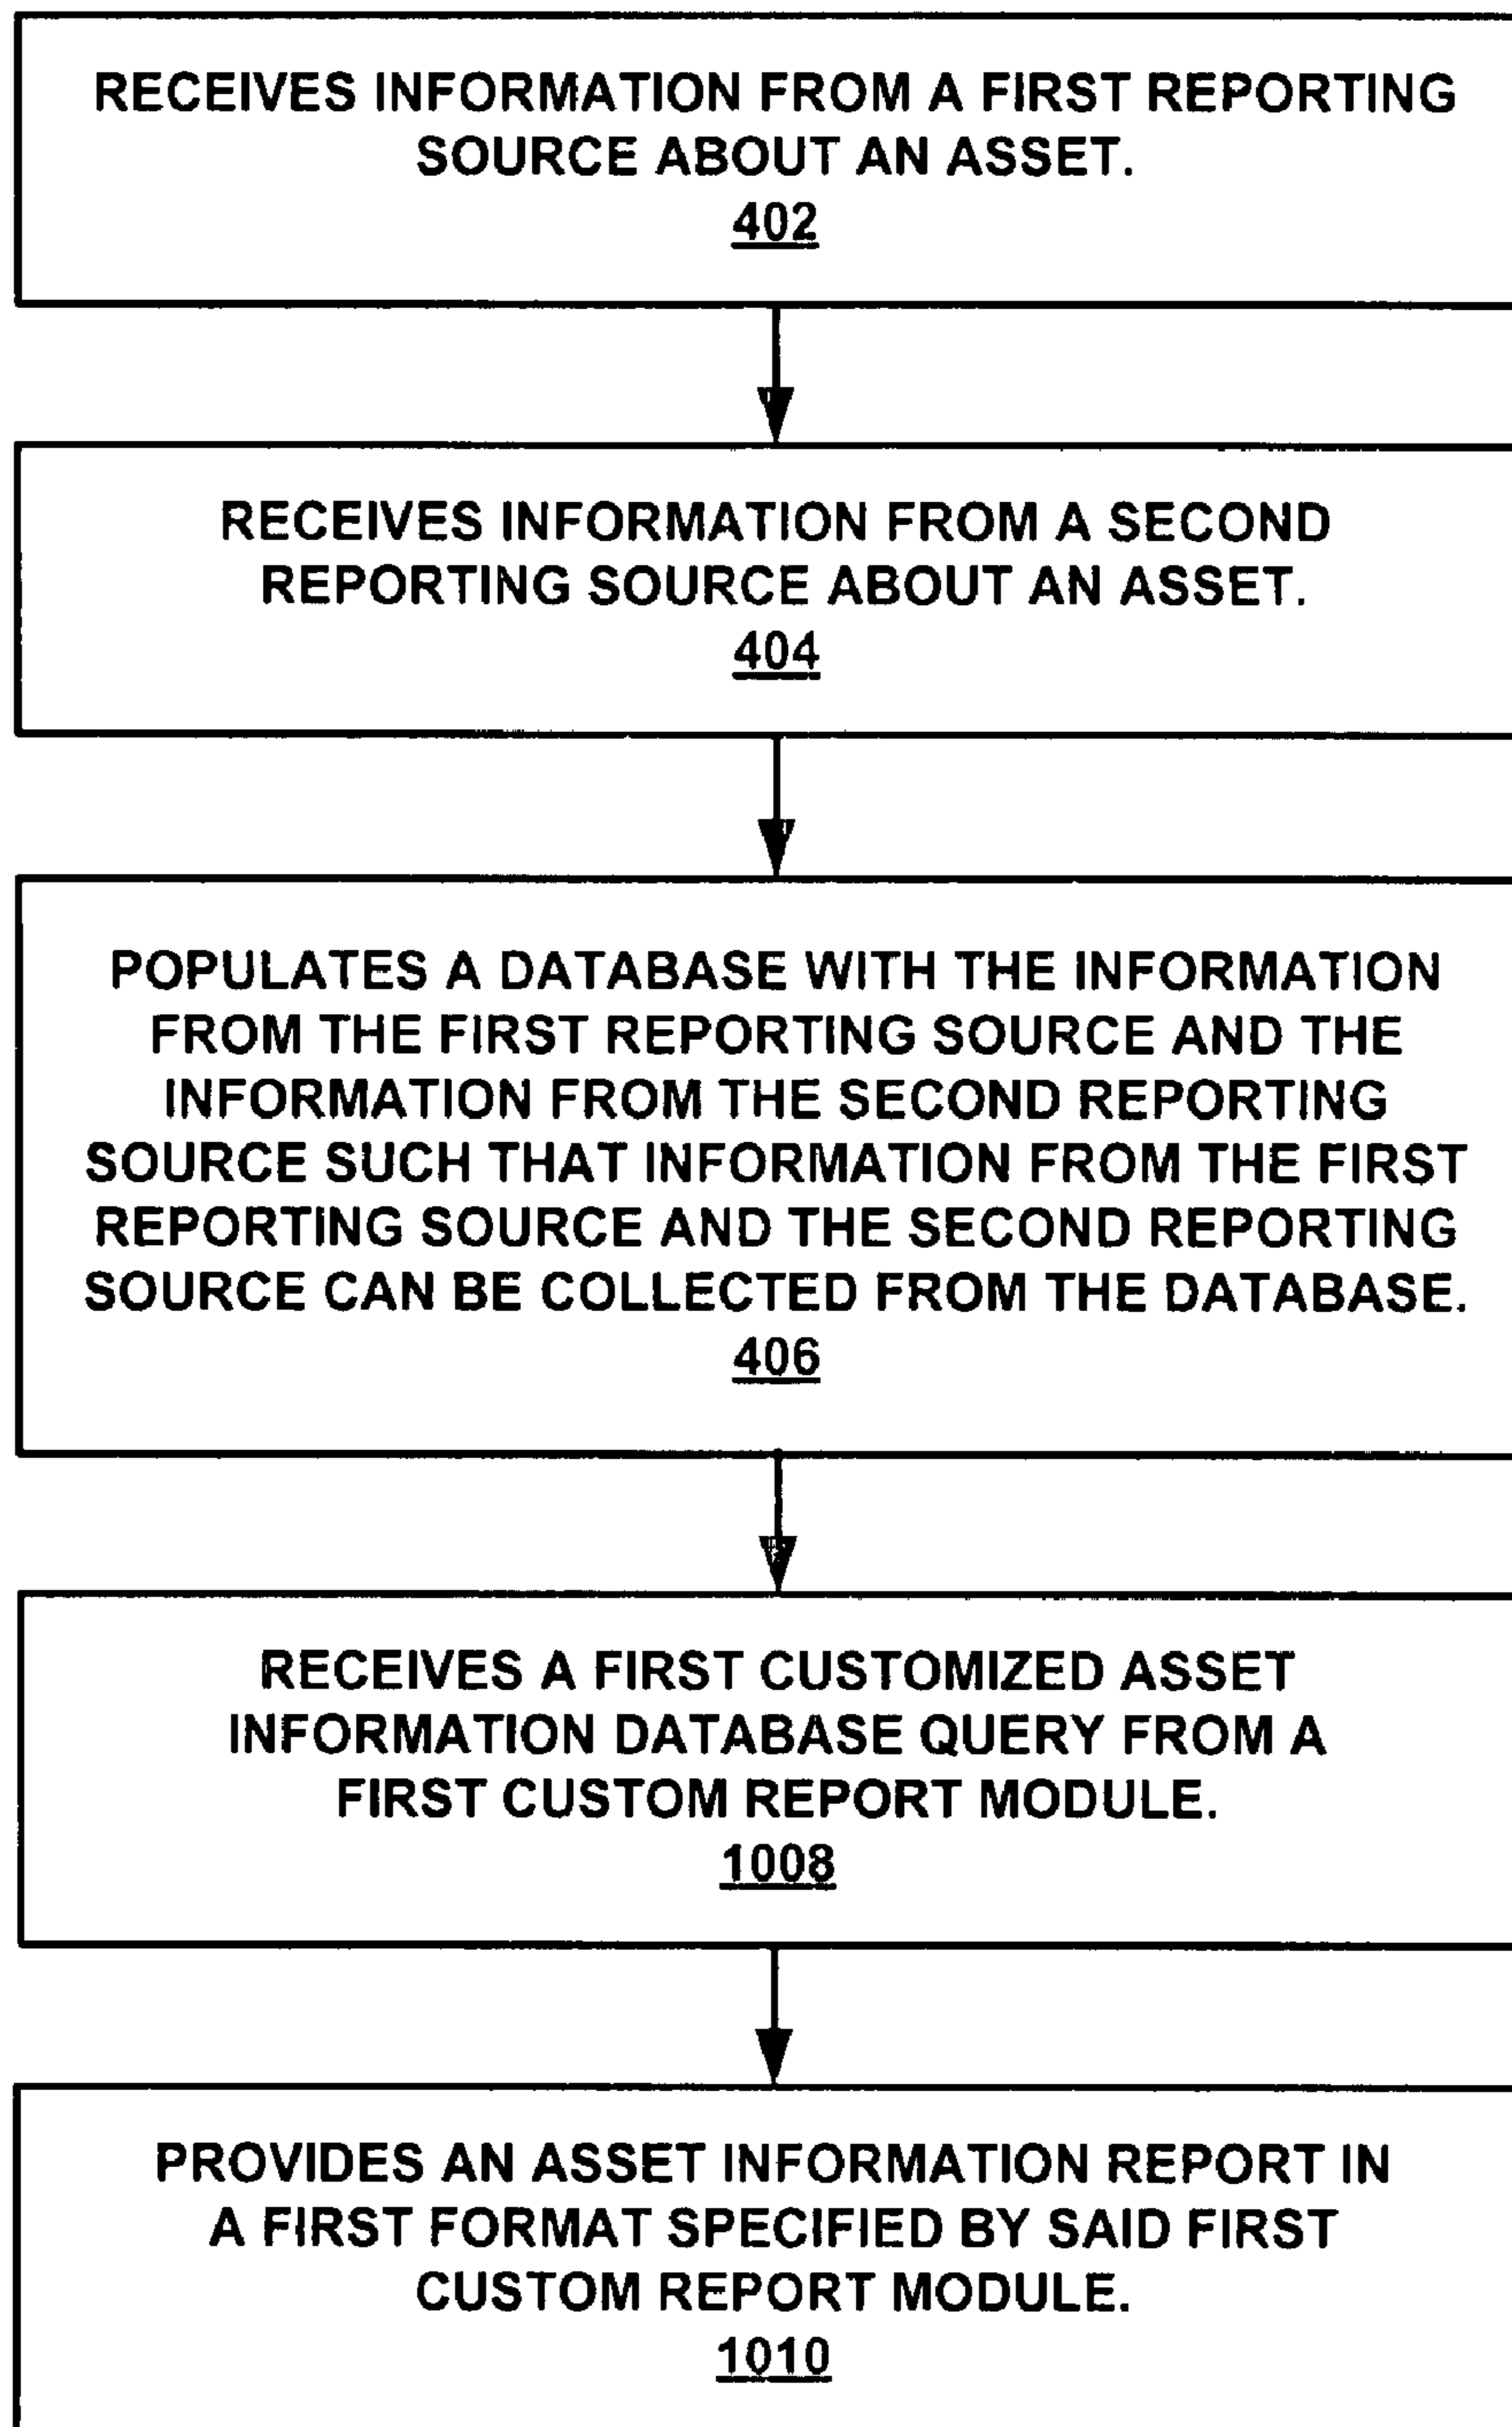 RECEIVES INFORMATION FROM A FIRST REPORTING
SOURCE ABOUT AN ASSET.
402
RECEIVES INFORMATION FROM A SECOND
REPORTING SOURCE ABOUT AN ASSET.
404
POPULATES A DATABASE WITH THE INFORMATION
FROM THE FIRST REPORTING SOURCE AND THE
INFORMATION FROM THE SECOND REPORTING
SOURCE SUCH THAT INFORMATION FROM THE FIRST
REPORTING SOURCE AND THE SECOND REPORTING
SOURCE CAN BE COLLECTED FROM THE DATABASE.
406
RECEIVES A FIRST CUSTOMIZED ASSET
INFORMATION DATABASE QUERY FROM A
FIRST CUSTOM REPORT MODULE.
1008
PROVIDES AN ASSET INFORMATION REPORT IN
A FIRST FORMAT SPECIFIED BY SAID FIRST
CUSTOM REPORT MODULE.
1010